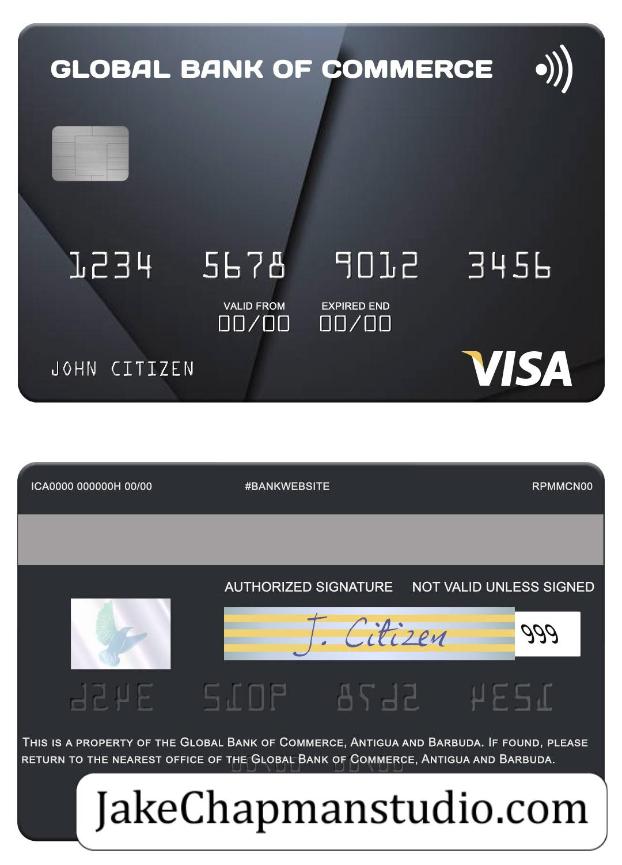 GLOBAL BANK OF COMMERCE
1234 5678 9012 3456
VALID FROM EXPIRED END
00/00 00/00
JOHN CITIZEN
VISA
ICA0000 000000H 00/00 #BANKWEBSITE RPMMCN00
AUTHORIZED SIGNATURE NOT VALID UNLESS SIGNED
J. Citizen 999
THIS IS A PROPERTY OF THE GLOBAL BANK OF COMMERCE, ANTIGUA AND BARBUDA. IF FOUND, PLEASE
RETURN TO THE NEAREST OFFICE OF THE GLOBAL BANK OF COMMERCE, ANTIGUA AND BARBUDA.
JakeChapmanstudio.com